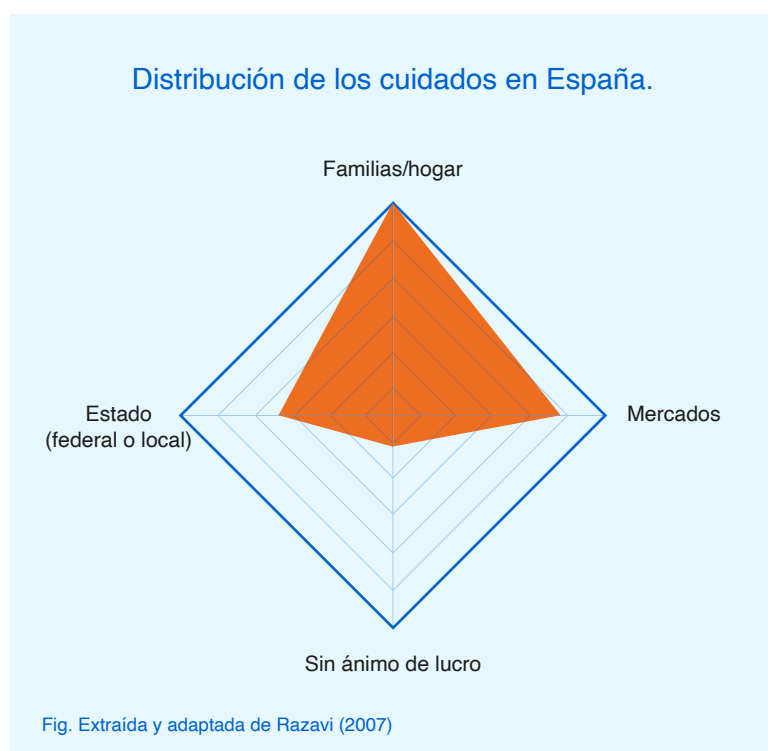 Distribución de los cuidados en España.
Familias/hogar
Estado
(federal o local)
Mercados
Sin ánimo de lucro
Fig. Extraída y adaptada de Razavi (2007)